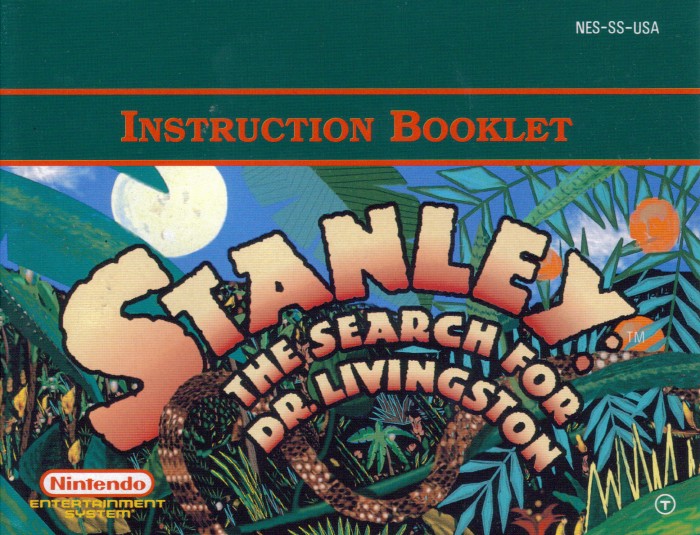 NES-SS-USA
INSTRUCTION BOOKLET
STANLEY:
TM
THE SEARCH FOR
DR. LIVINGSTON
Nintendo
ENTERTAINMENT
SYSTEM®
T